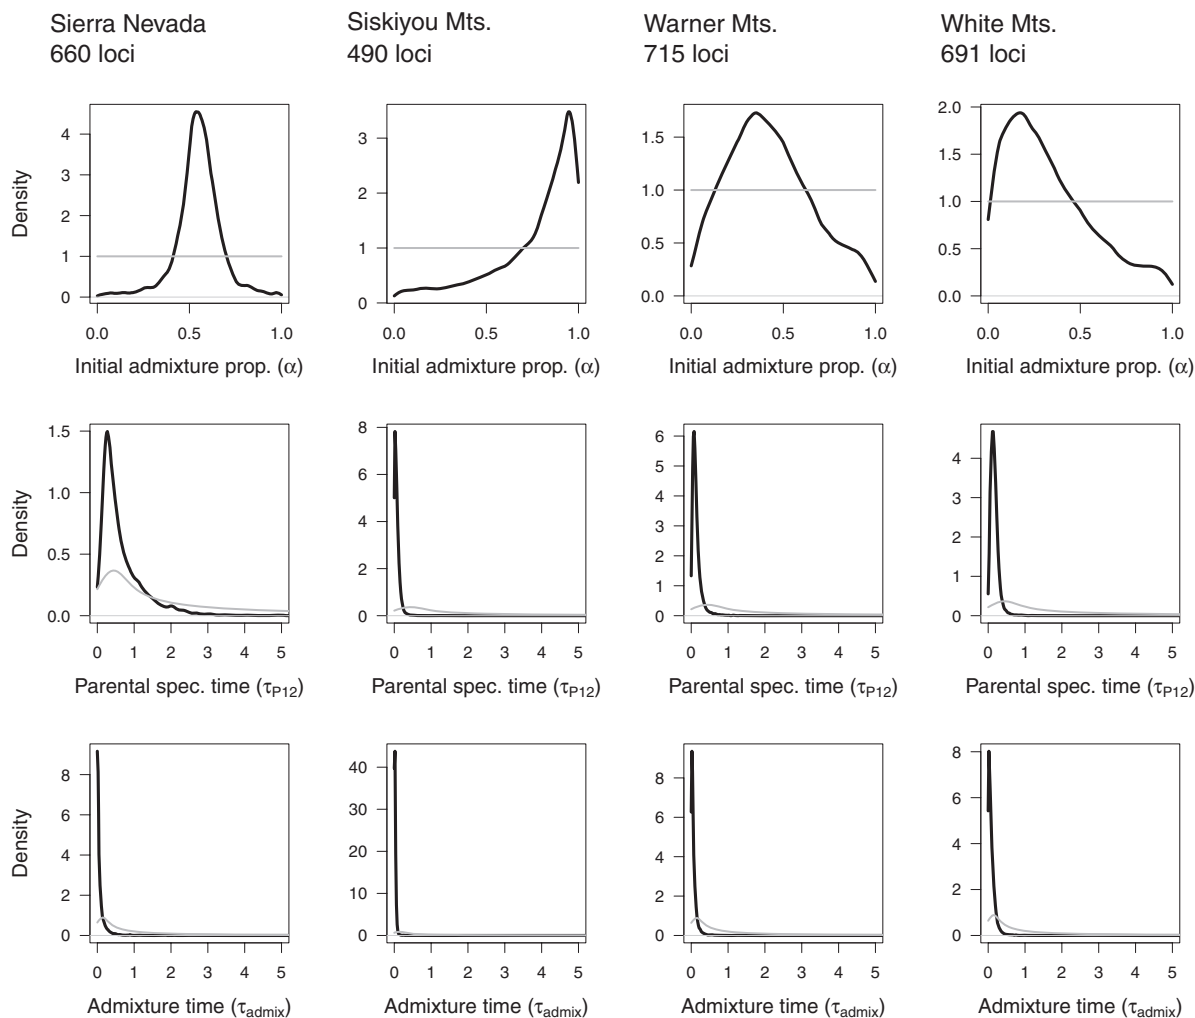 Sierra Nevada
660 loci
Siskiyou Mts.
490 loci
Warner Mts.
715 loci
White Mts.
691 loci
Density
4
3
2
1
0
0.0 0.5 1.0
Initial admixture prop. (α)
3
2
1
0
0.0 0.5 1.0
Initial admixture prop. (α)
1.5
1.0
0.5
0.0
0.0 0.5 1.0
Initial admixture prop. (α)
2.0
1.5
1.0
0.5
0.0
0.0 0.5 1.0
Initial admixture prop. (α)
Density
1.5
1.0
0.5
0.0
0 1 2 3 4 5
Parental spec. time (τP12)
8
6
4
2
0
0 1 2 3 4 5
Parental spec. time (τP12)
6
5
4
3
2
1
0
0 1 2 3 4 5
Parental spec. time (τP12)
4
3
2
1
0
0 1 2 3 4 5
Parental spec. time (τP12)
Density
8
6
4
2
0
0 1 2 3 4 5
Admixture time (τadmix)
40
30
20
10
0
0 1 2 3 4 5
Admixture time (τadmix)
8
6
4
2
0
0 1 2 3 4 5
Admixture time (τadmix)
8
6
4
2
0
0 1 2 3 4 5
Admixture time (τadmix)